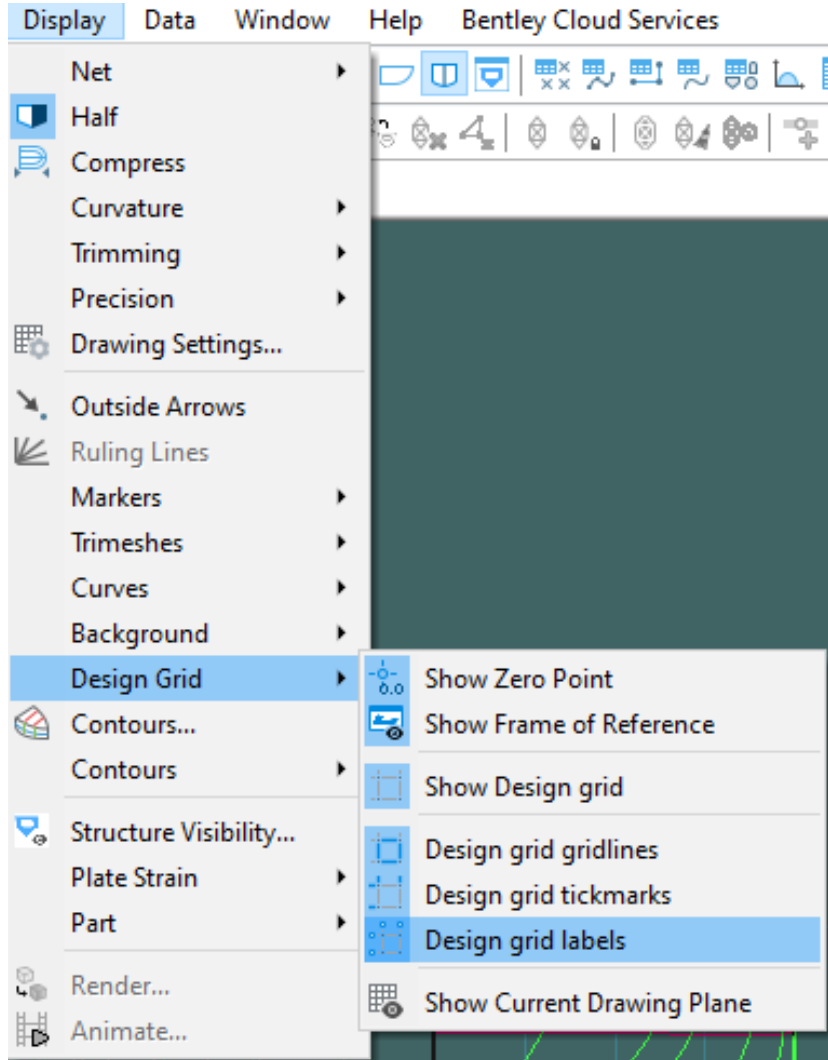 Display Data Window Help Bentley Cloud Services
Net
Half
Compress
Curvature
Trimming
Precision
Drawing Settings...
Outside Arrows
Ruling Lines
Markers
Trimeshes
Curves
Background
Design Grid
Contours...
Contours
Structure Visibility...
Plate Strain
Part
Render...
Animate...
0.0 Show Zero Point
Show Frame of Reference
Show Design grid
Design grid gridlines
Design grid tickmarks
Design grid labels
Show Current Drawing Plane